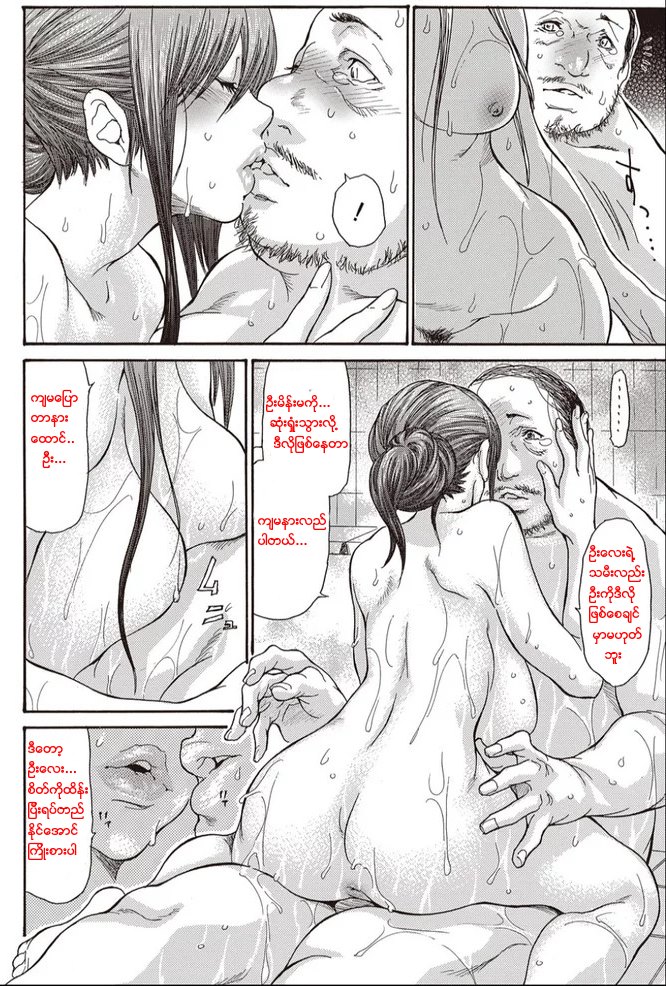 !
ဦးမိန်းမကို...
ဆုံးရှုံးသွားလို့
ဒီလိုဖြစ်နေတာ
ကျမနားလည်
ပါတယ်...
ဦးလေးရဲ့
သမီးလည်း
ဦးကိုဒီလို
ဖြစ်စေချင်
မှာမဟုတ်
ဘူး
ကျမပြော
တာနား
ထောင်..
ဦး...
ムニュ
ဒီတော့
ဦးလေး...
စိတ်ကိုထိန်း
ပြီးရပ်တည်
နိုင်အောင်
ကြိုးစားပါ